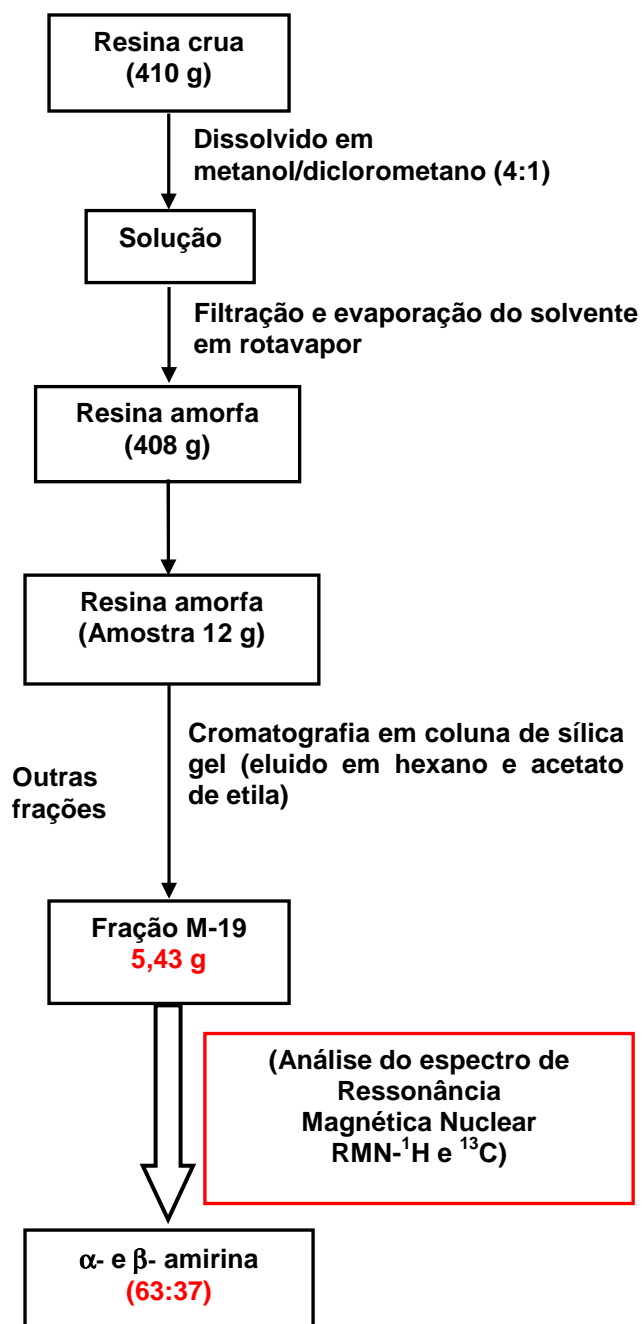 Resina crua
(410 g)
Dissolvido em
metanol/diclorometano (4:1)
Solução
Filtração e evaporação do solvente
em rotavapor
Resina amorfa
(408 g)
Resina amorfa
(Amostra 12 g)
Cromatografia em coluna de sílica
gel (eluido em hexano e acetato
de etila)
Outras
frações
Fração M-19
5,43 g
(Análise do espectro de
Ressonância
Magnética Nuclear
RMN-¹H e ¹³C)
α- e β- amirina
(63:37)